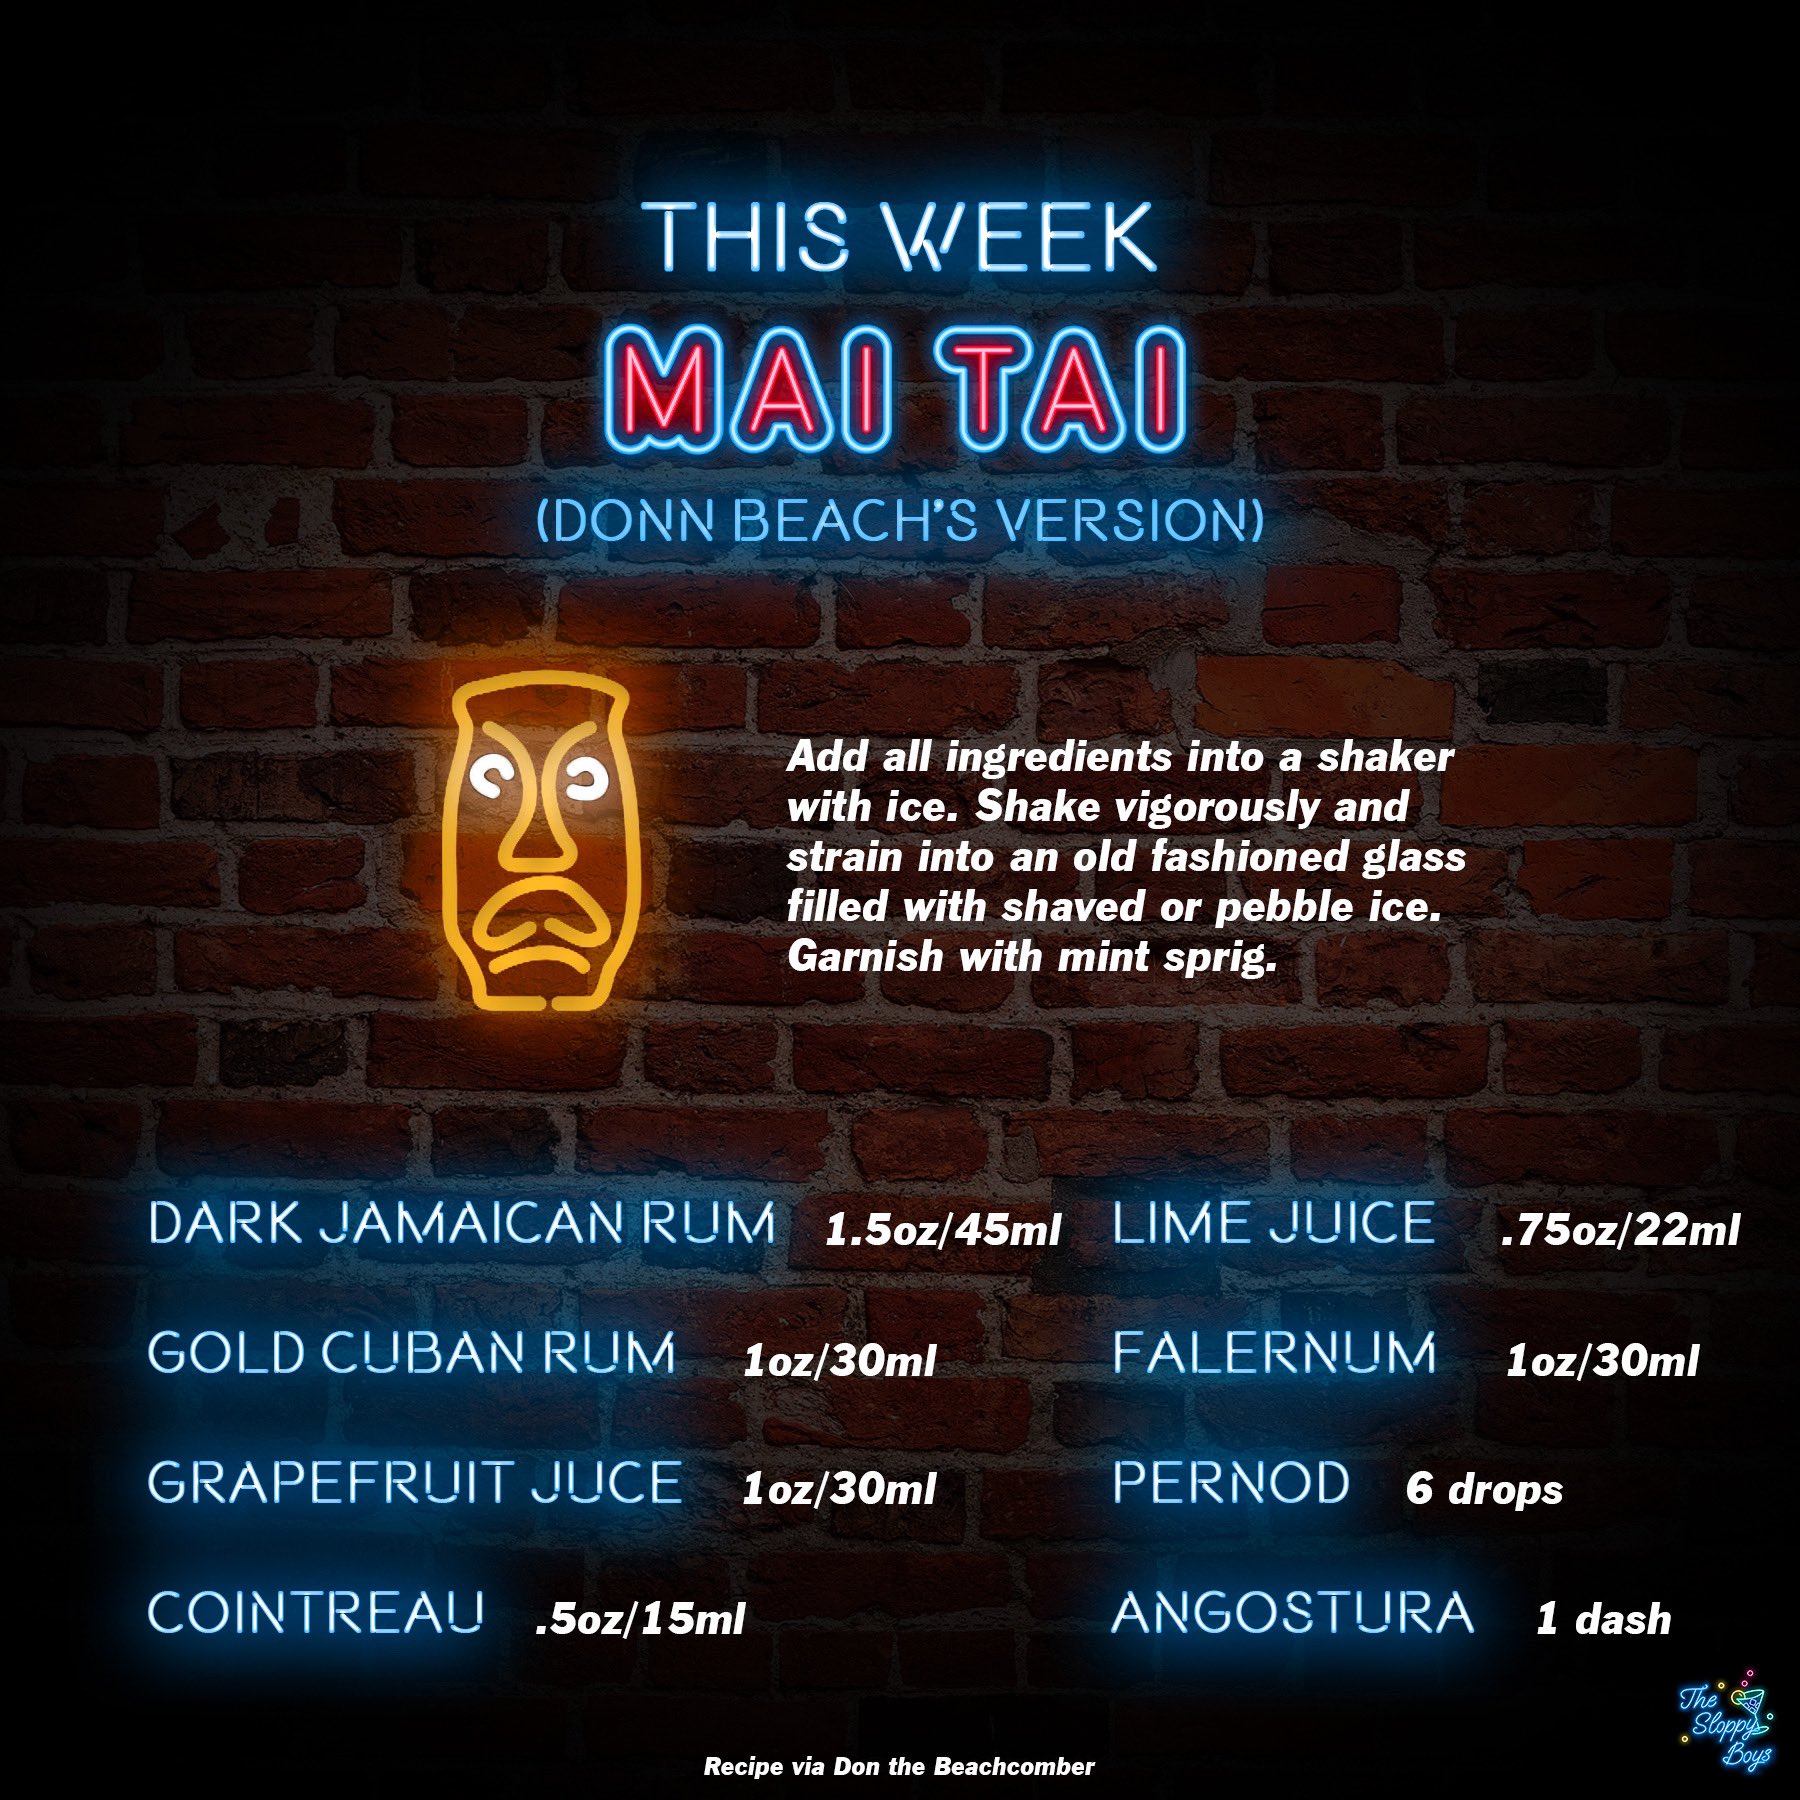 THIS WEEK
MAI TAI
(DONN BEACH'S VERSION)
Add all ingredients into a shaker
with ice. Shake vigorously and
strain into an old fashioned glass
filled with shaved or pebble ice.
Garnish with mint sprig.
DARK JAMAICAN RUM 1.5oz/45ml
GOLD CUBAN RUM 1oz/30ml
GRAPEFRUIT JUCE 1oz/30ml
COINTREAU .5oz/15ml
LIME JUICE .75oz/22ml
FALERNUM 1oz/30ml
PERNOD 6 drops
ANGOSTURA 1 dash
The
Sloppy
Boys
Recipe via Don the Beachcomber